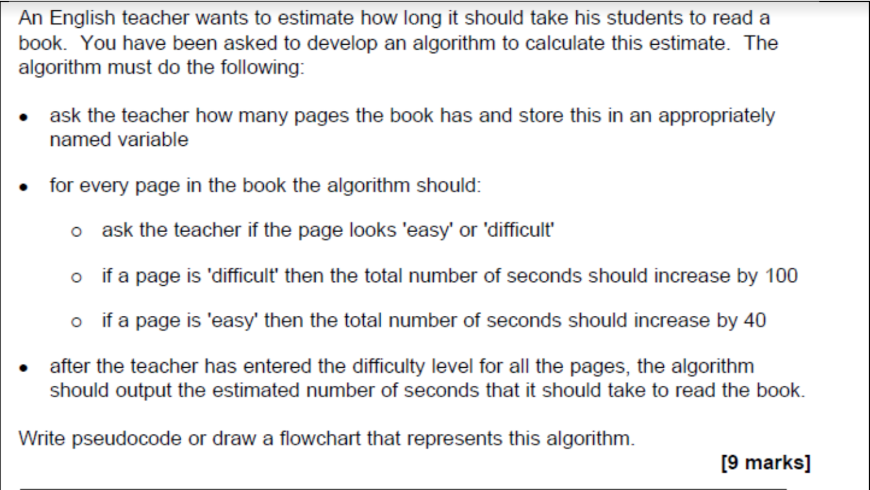 An English teacher wants to estimate how long it should take his students to read a
book.  You have been asked to develop an algorithm to calculate this estimate.  The
algorithm must do the following:
• ask the teacher how many pages the book has and store this in an appropriately
named variable
• for every page in the book the algorithm should:
o ask the teacher if the page looks 'easy' or 'difficult'
o if a page is 'difficult' then the total number of seconds should increase by 100
o if a page is 'easy' then the total number of seconds should increase by 40
• after the teacher has entered the difficulty level for all the pages, the algorithm
should output the estimated number of seconds that it should take to read the book.
Write pseudocode or draw a flowchart that represents this algorithm.
[9 marks]